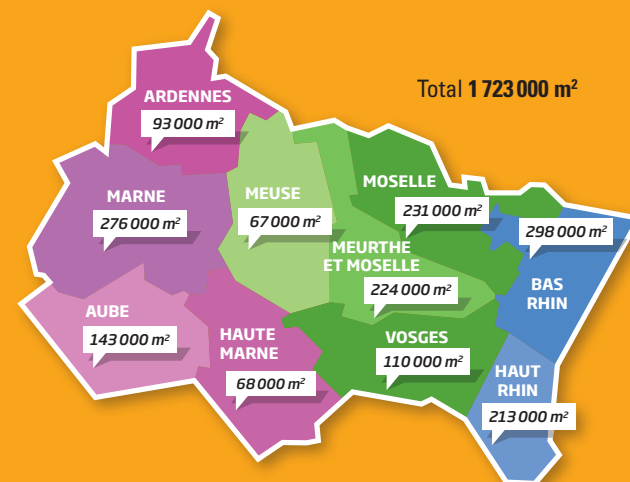 Total 1 723 000 m²
ARDENNES
93 000 m²
MARNE
276 000 m²
MEUSE
67 000 m²
MOSELLE
231 000 m²
298 000 m²
BAS
RHIN
MEURTHE
ET MOSELLE
224 000 m²
AUBE
143 000 m²
HAUTE
MARNE
68 000 m²
VOSGES
110 000 m²
HAUT
RHIN
213 000 m²